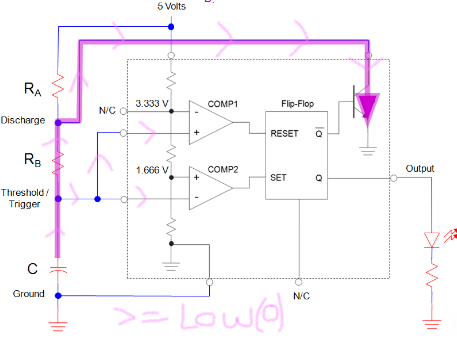 5 Volts
RA
N/C
3.333 V
COMP1
Flip-Flop
-
+
RESET
Q
Discharge
RB
1.666 V
COMP2
+
-
SET
Q
Output
Threshold /
Trigger
C
Ground
N/C
>= Low(0)